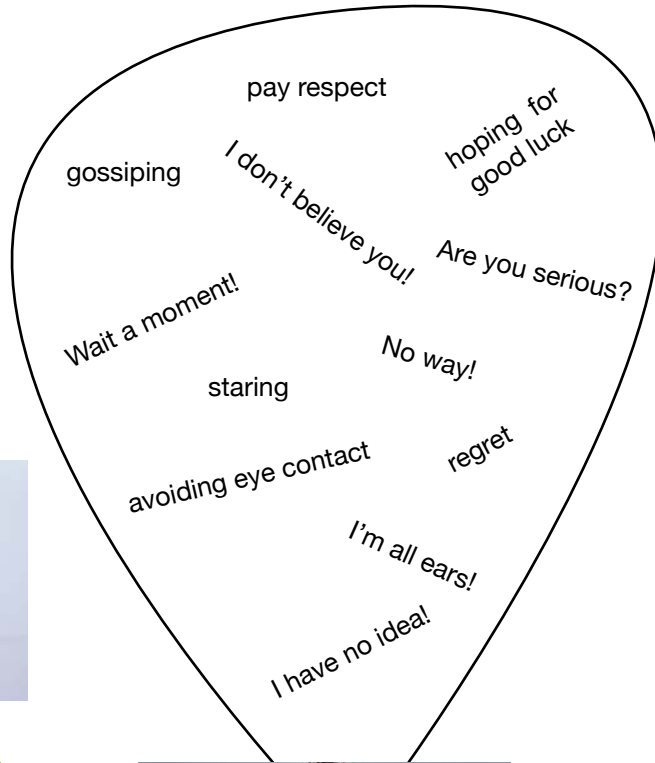 pay respect
hoping for
good luck
gossiping
I don't believe you!
Are you serious?
Wait a moment!
No way!
staring
regret
avoiding eye contact
I'm all ears!
I have no idea!